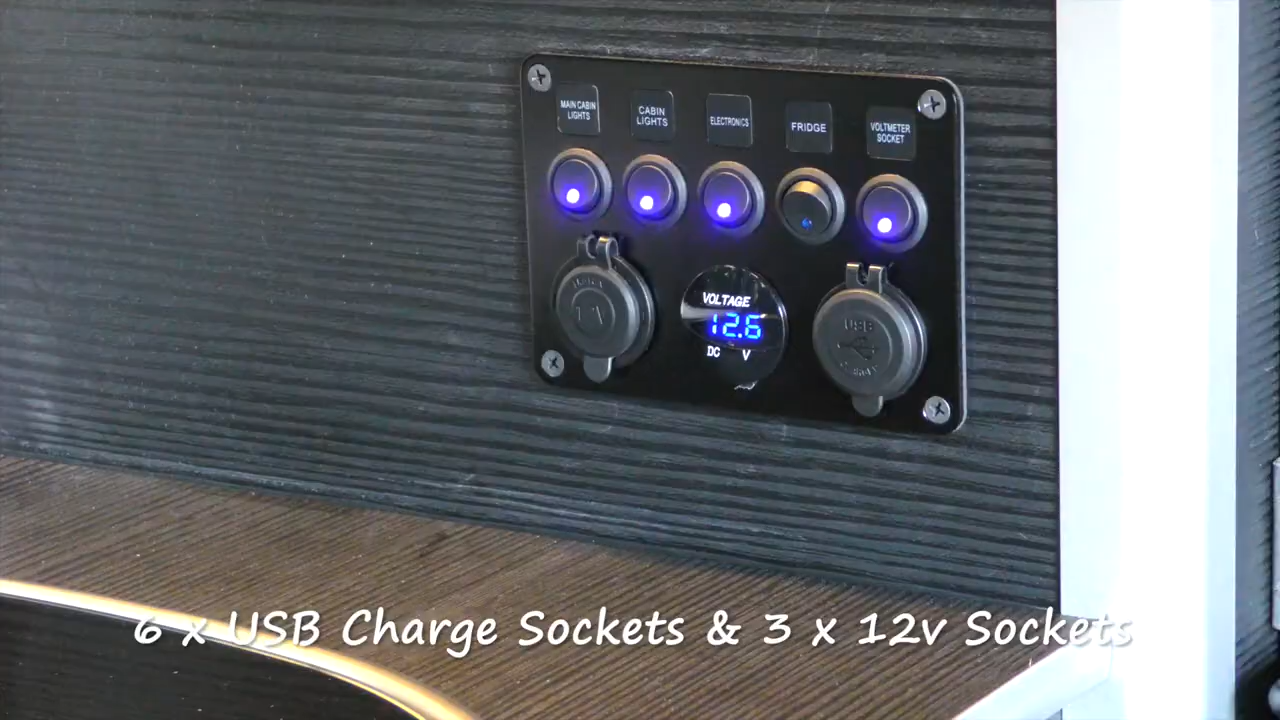 MAIN CABIN
LIGHTS
CABIN
LIGHTS
ELECTRONICS
FRIDGE
VOLTMETER
SOCKET
VOLTAGE
12.6
DC V
USB
6 x USB Charge Sockets & 3 x 12v Sockets